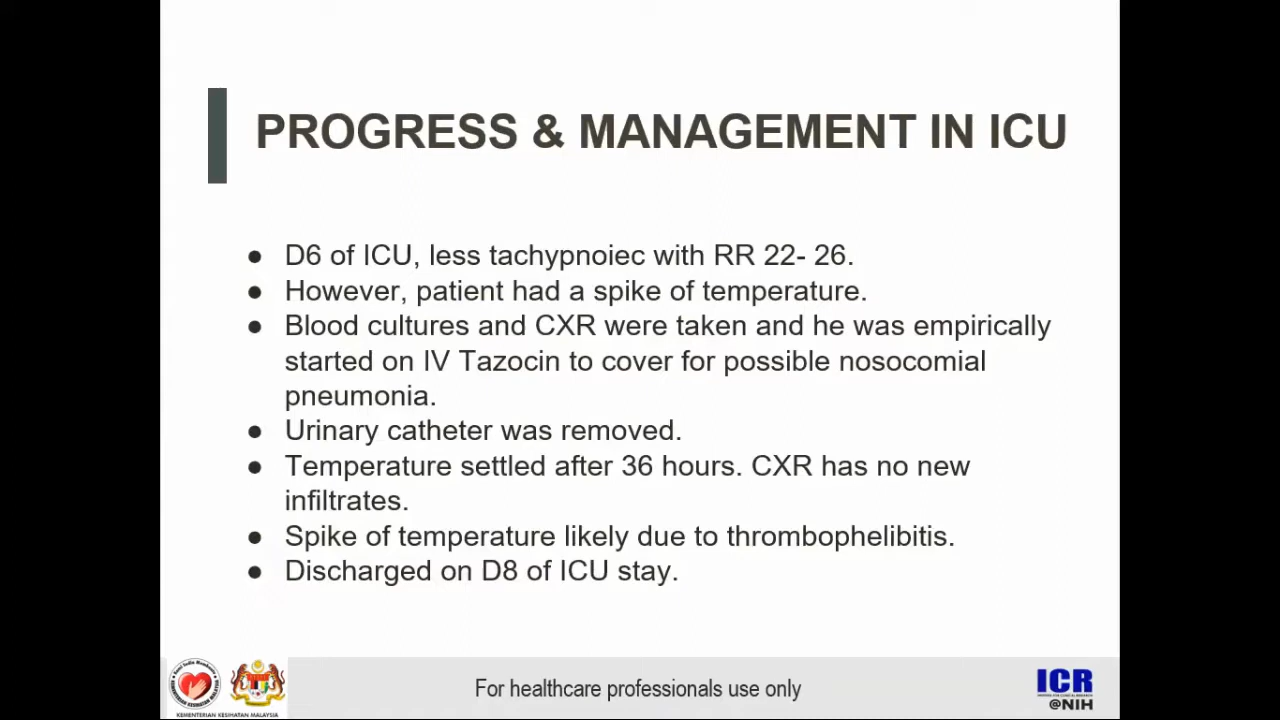 PROGRESS & MANAGEMENT IN ICU
● D6 of ICU, less tachypnoiec with RR 22- 26.
● However, patient had a spike of temperature.
● Blood cultures and CXR were taken and he was empirically
started on IV Tazocin to cover for possible nosocomial
pneumonia.
● Urinary catheter was removed.
● Temperature settled after 36 hours. CXR has no new
infiltrates.
● Spike of temperature likely due to thrombophelibitis.
● Discharged on D8 of ICU stay.
KEMENTERIAN KESIHATAN MALAYSIA
For healthcare professionals use only
ICR
@NIH